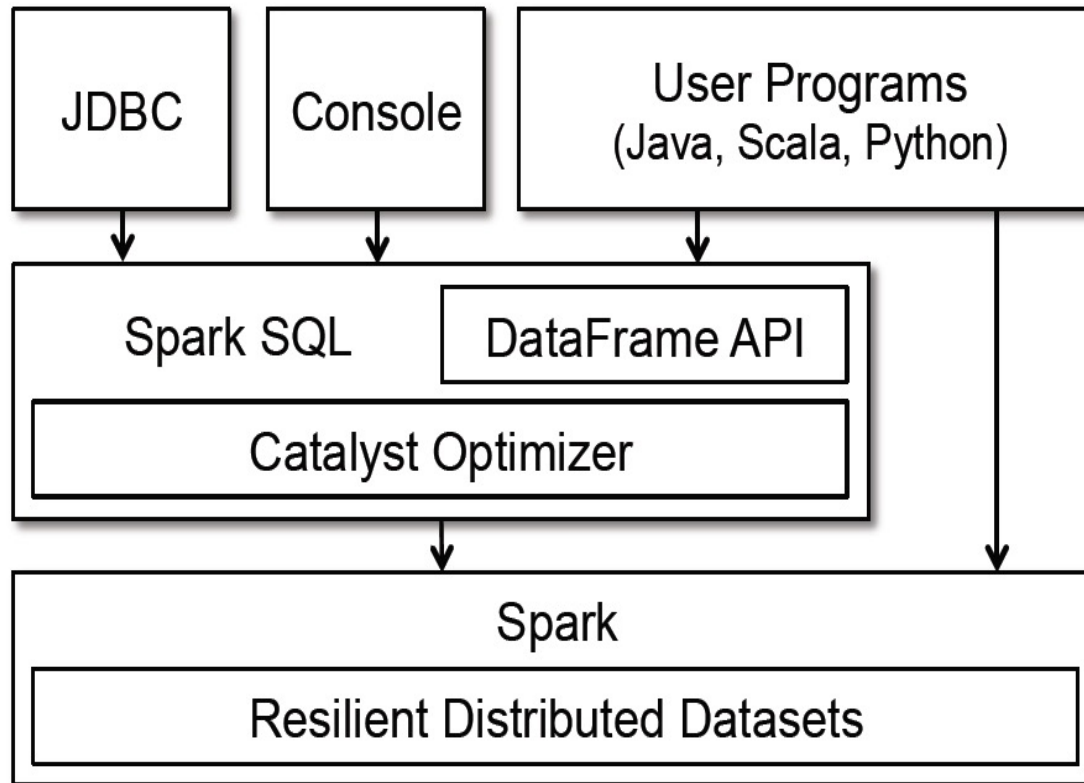 JDBC
Console
User Programs
(Java, Scala, Python)
Spark SQL
DataFrame API
Catalyst Optimizer
Spark
Resilient Distributed Datasets